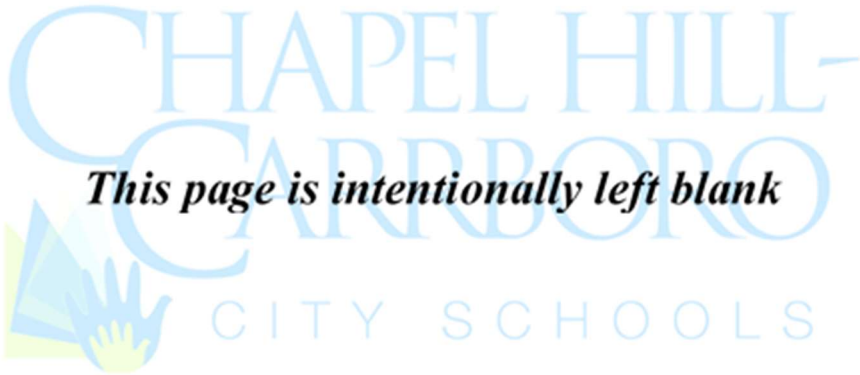 CHAPEL HILL-
CARRBORO
This page is intentionally left blank
CITY SCHOOLS